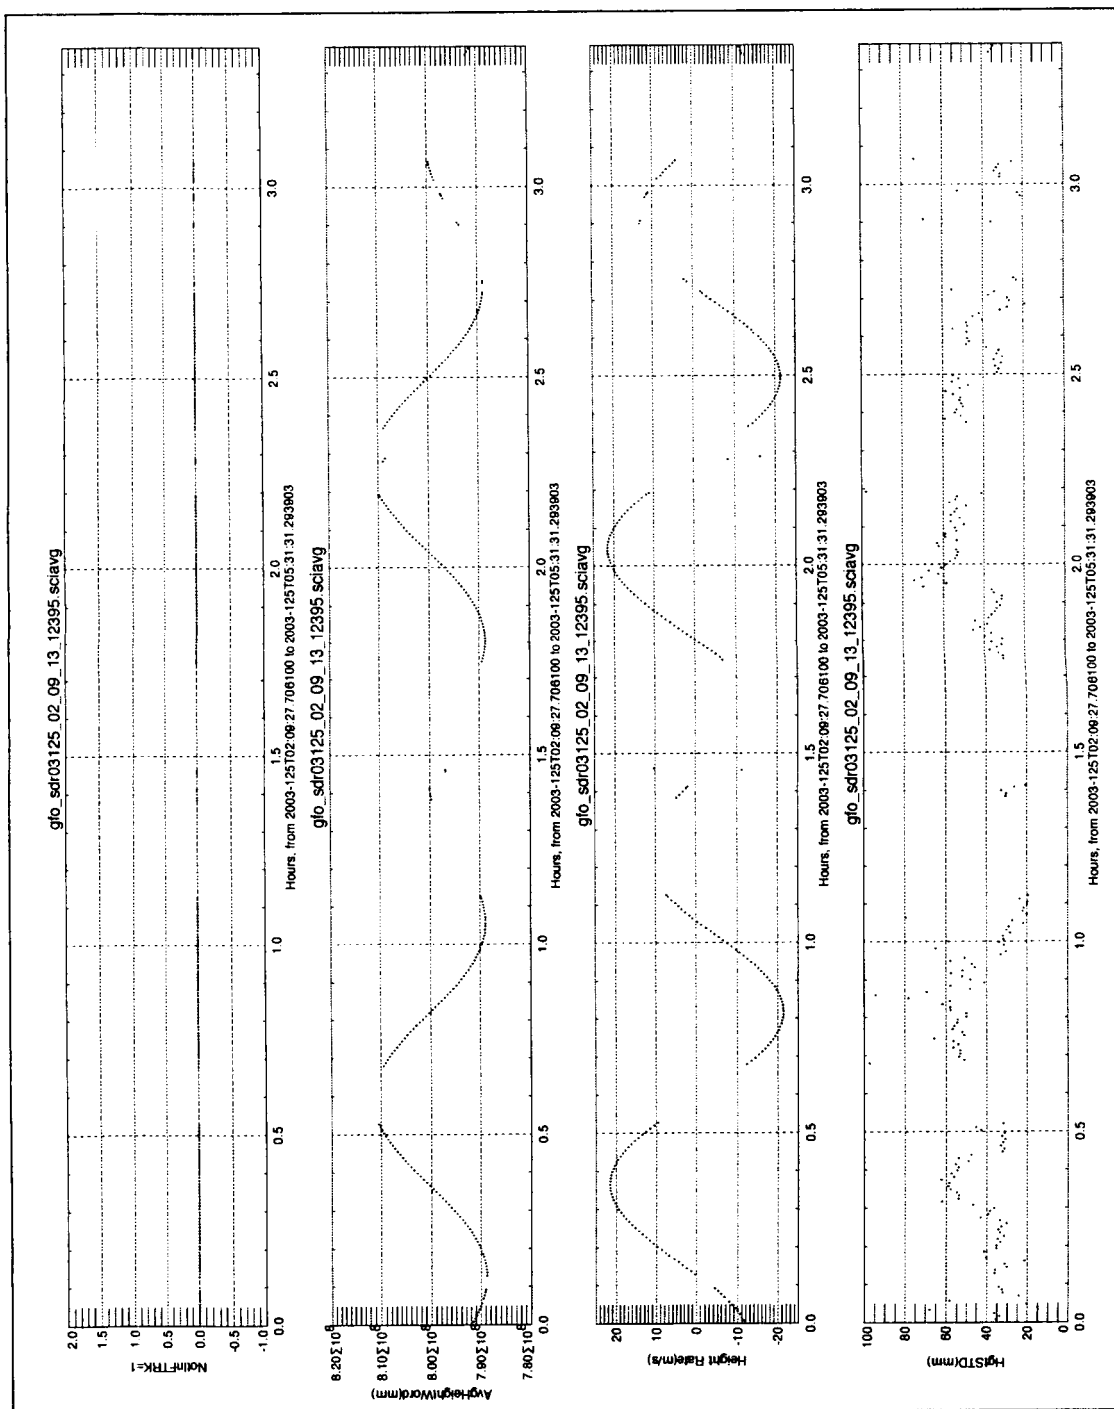 gfo_sdr03125_02_09_13_12395.sciavg
NotInFTRK=1
2.0
1.5
1.0
0.5
0.0
-0.5
-1.0
0.0 0.5 1.0 1.5 2.0 2.5 3.0
Hours, from 2003-125T02:09:27.706100 to 2003-125T05:31:31.293903
gfo_sdr03125_02_09_13_12395.sciavg
AvgHeightWord(mm)
8.20Σ10⁸
8.10Σ10⁸
8.00Σ10⁸
7.90Σ10⁸
7.80Σ10⁸
0.0 0.5 1.0 1.5 2.0 2.5 3.0
Hours, from 2003-125T02:09:27.706100 to 2003-125T05:31:31.293903
gfo_sdr03125_02_09_13_12395.sciavg
Height Rate(m/s)
20
10
0
-10
-20
0.0 0.5 1.0 1.5 2.0 2.5 3.0
Hours, from 2003-125T02:09:27.706100 to 2003-125T05:31:31.293903
gfo_sdr03125_02_09_13_12395.sciavg
HgtSTD(mm)
100
80
60
40
20
0
0.0 0.5 1.0 1.5 2.0 2.5 3.0
Hours, from 2003-125T02:09:27.706100 to 2003-125T05:31:31.293903